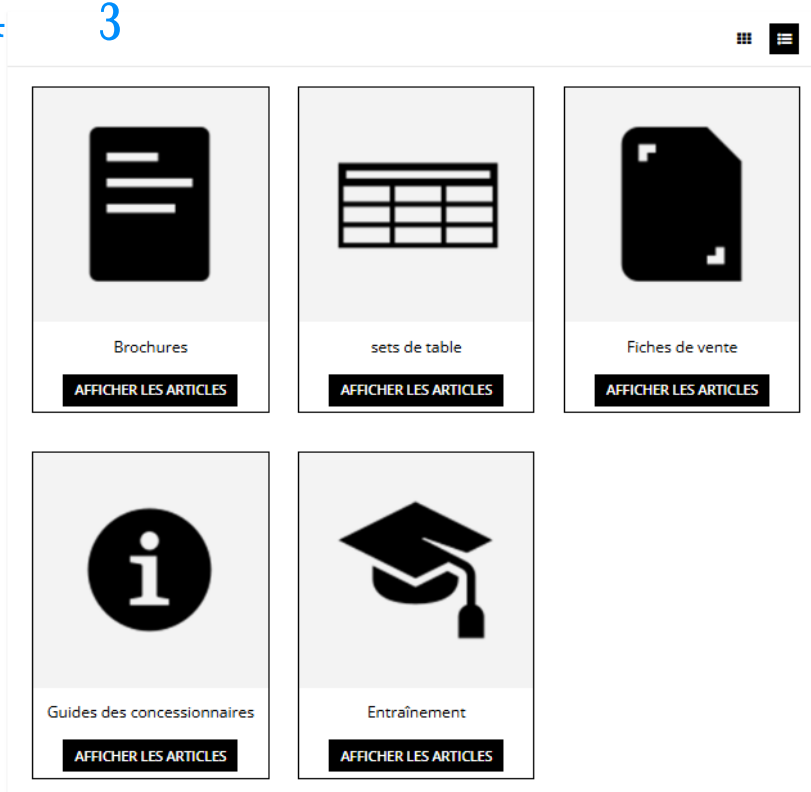 3
Brochures
AFFICHER LES ARTICLES
sets de table
AFFICHER LES ARTICLES
Fiches de vente
AFFICHER LES ARTICLES
Guides des concessionnaires
AFFICHER LES ARTICLES
Entraînement
AFFICHER LES ARTICLES